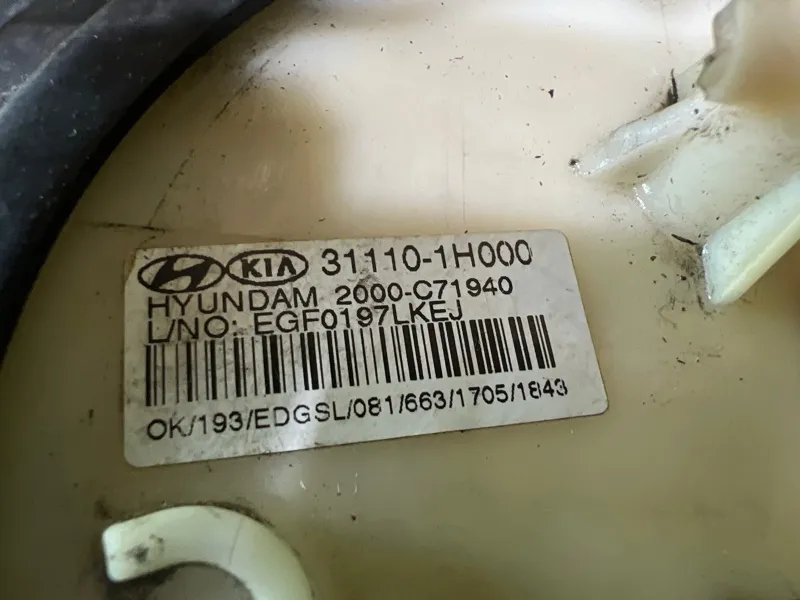 KIA 31110-1H000
HYUNDAM 2000-C71940
L/NO: EGF0197LKEJ
OK/193/EDGSL/081/663/1705/1843